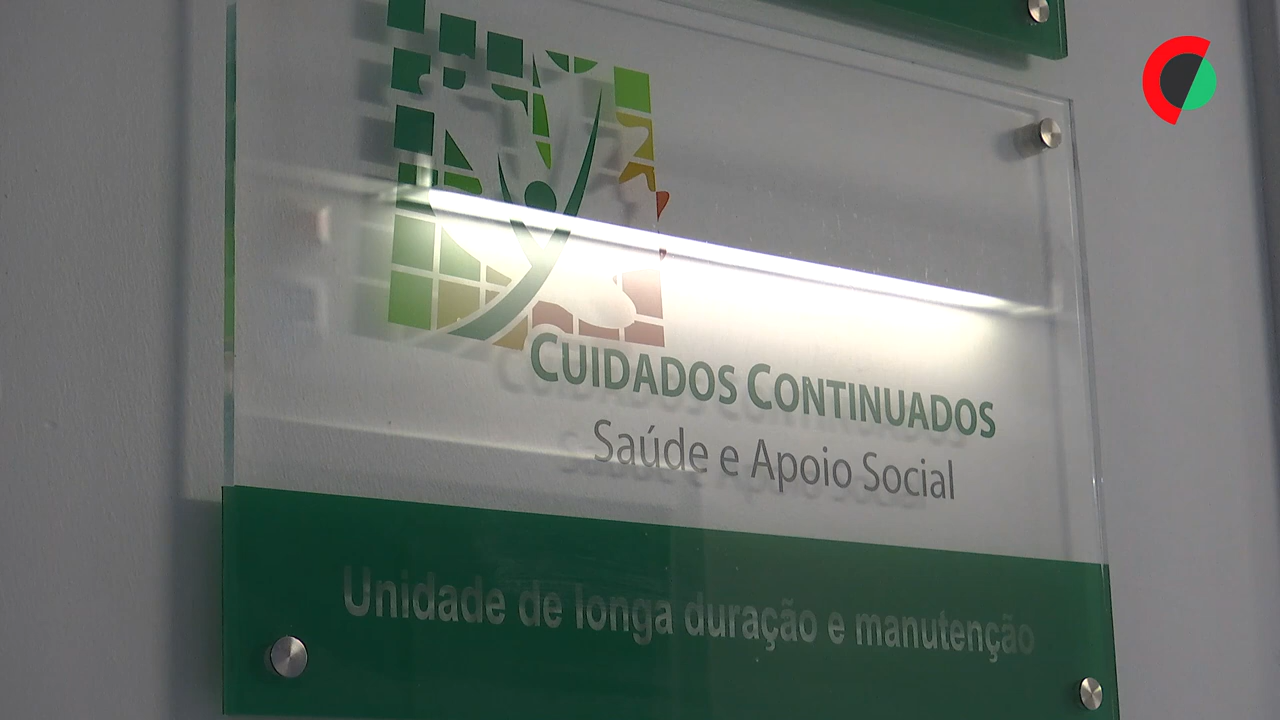 CUIDADOS CONTINUADOS
Saúde e Apoio Social
Unidade de longa duração e manutenção